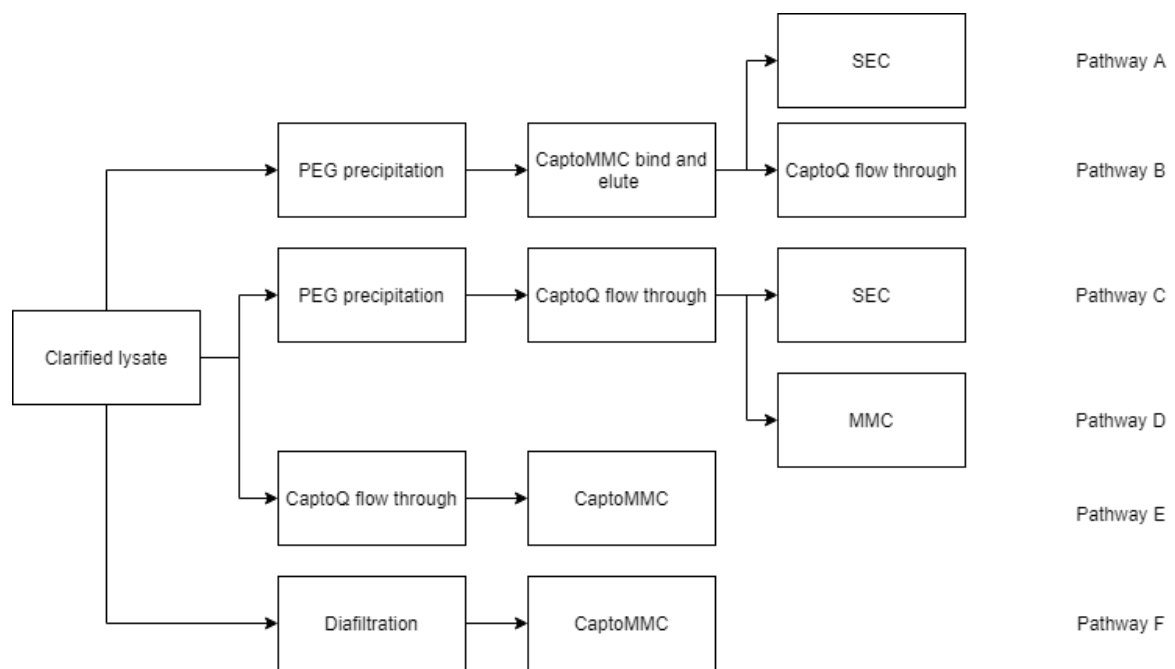 SEC
Pathway A
PEG precipitation
CaptoMMC bind and
elute
CaptoQ flow through
Pathway B
PEG precipitation
CaptoQ flow through
SEC
Pathway C
Clarified lysate
MMC
Pathway D
CaptoQ flow through
CaptoMMC
Pathway E
Diafiltration
CaptoMMC
Pathway F